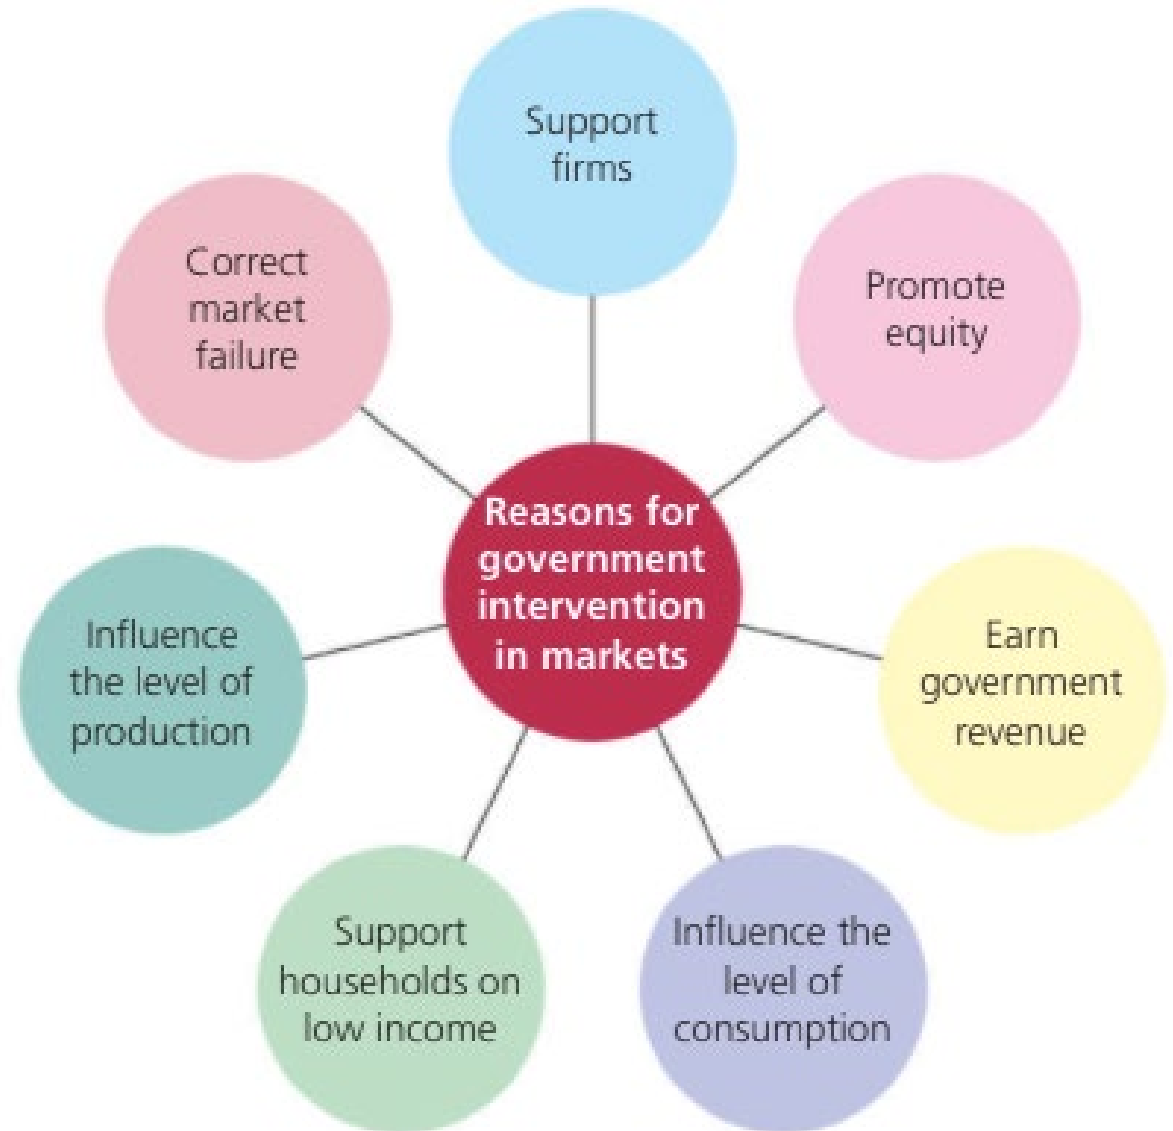 Support
firms
Promote
equity
Earn
government
revenue
Influence the
level of
consumption
Support
households on
low income
Influence
the level of
production
Correct
market
failure
Reasons for
government
intervention
in markets